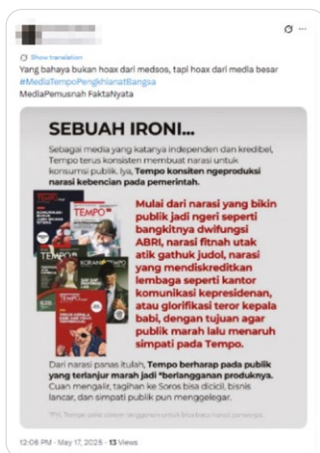 Show translation
Yang bahaya bukan hoax dari medsos, tapi hoax dari media besar
#MediaTempoPengkhianatBangsa
MediaPemusnah FaktaNyata
SEBUAH IRONI...
Sebagai media yang katanya independen dan kredibel,
Tempo terus konsisten membuat narasi untuk
konsumsi publik. Iya, Tempo konsiten ngeproduksi
narasi kebencian pada pemerintah.
TEMPO
TEMPO
TEMPO
KORAN TEMPO
Mulai dari narasi yang bikin
publik jadi ngeri seperti
bangkitnya dwifungsi
ABRI, narasi fitnah utak
atik gathuk judol, narasi
yang mendiskreditkan
lembaga seperti kantor
komunikasi kepresidenan,
atau glorifikasi teror kepala
babi, dengan tujuan agar
publik marah lalu menaruh
simpati pada Tempo.
Dari narasi panas itulah, Tempo berharap pada publik
yang terlanjur marah jadi *berlangganan produknya.
Cuan mengalir, tagihan ke Soros bisa dicicil, bisnis
lancar, dan simpati publik pun menggelegar.
12:06 PM · May 17, 2025 · 13 Views